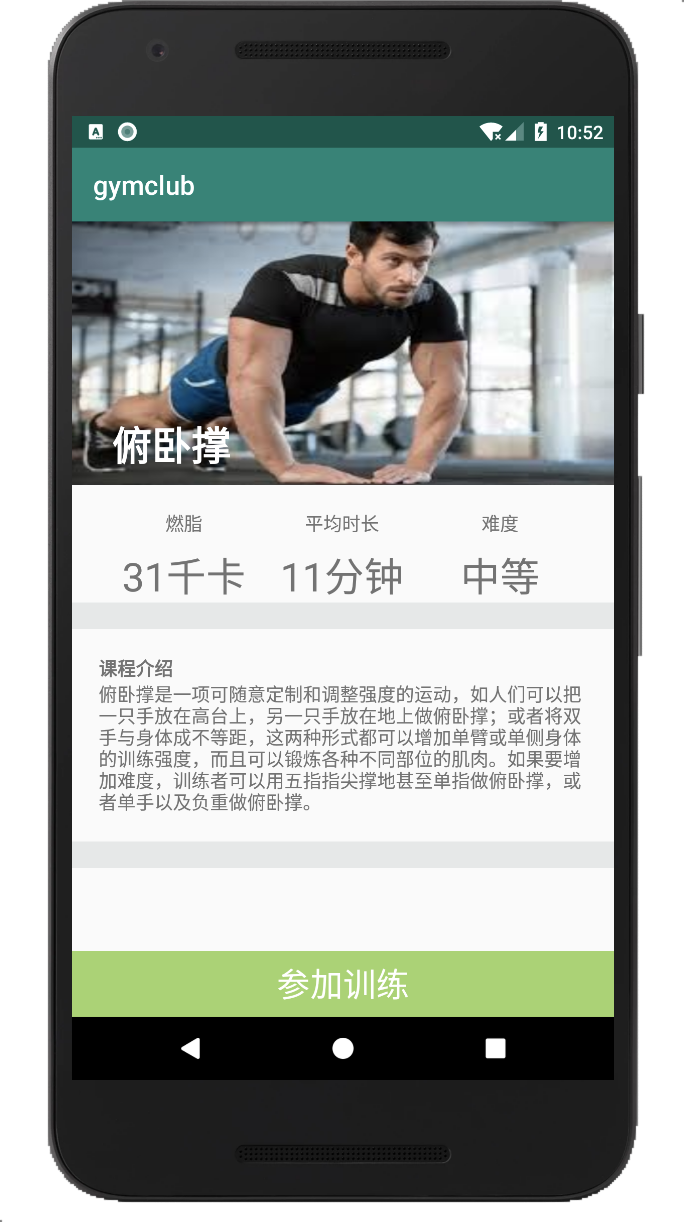 10:52
gymclub
俯卧撑
燃脂 平均时长 难度
31千卡 11分钟 中等
课程介绍
俯卧撑是一项可随意定制和调整强度的运动，如人们可以把
一只手放在高台上，另一只手放在地上做俯卧撑；或者将双
手与身体成不等距，这两种形式都可以增加单臂或单侧身体
的训练强度，而且可以锻炼各种不同部位的肌肉。如果要增
加难度，训练者可以用五指指尖撑地甚至单指做俯卧撑，或
者单手以及负重做俯卧撑。
参加训练